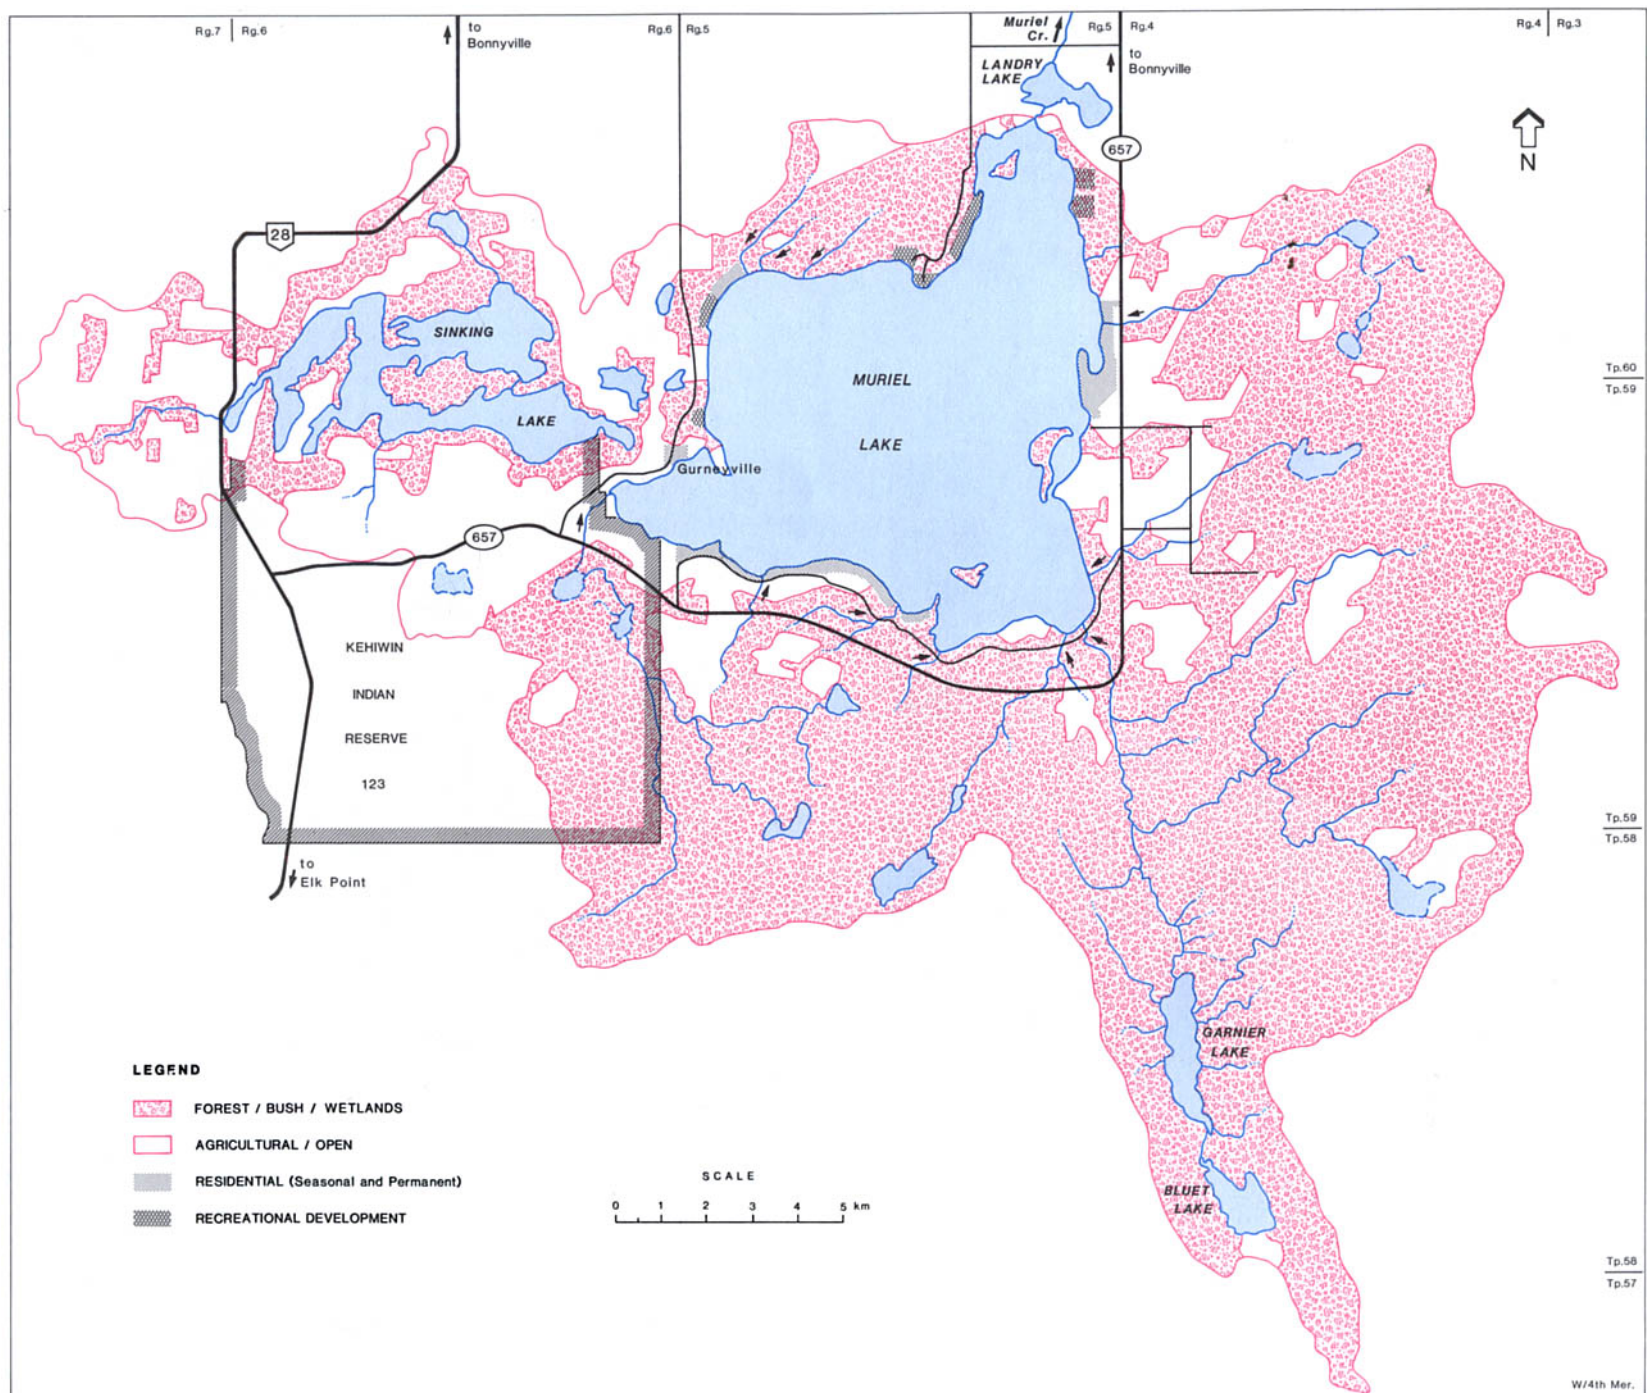 Rg.7 Rg.6
to
Bonnyville
Rg.6 Rg.5
Muriel
Cr.
Rg.5 Rg.4
Rg.4 Rg.3
to
Bonnyville
LANDRY
LAKE
657
N
28
SINKING
LAKE
MURIEL
LAKE
Tp.60
Tp.59
Gurneyville
657
KEHIWIN
INDIAN
RESERVE
123
to
Elk Point
Tp.59
Tp.58
GARNIER
LAKE
BLUET
LAKE
LEGEND
FOREST / BUSH / WETLANDS
AGRICULTURAL / OPEN
RESIDENTIAL (Seasonal and Permanent)
RECREATIONAL DEVELOPMENT
SCALE
0 1 2 3 4 5 km
Tp.58
Tp.57
W/4th Mer.